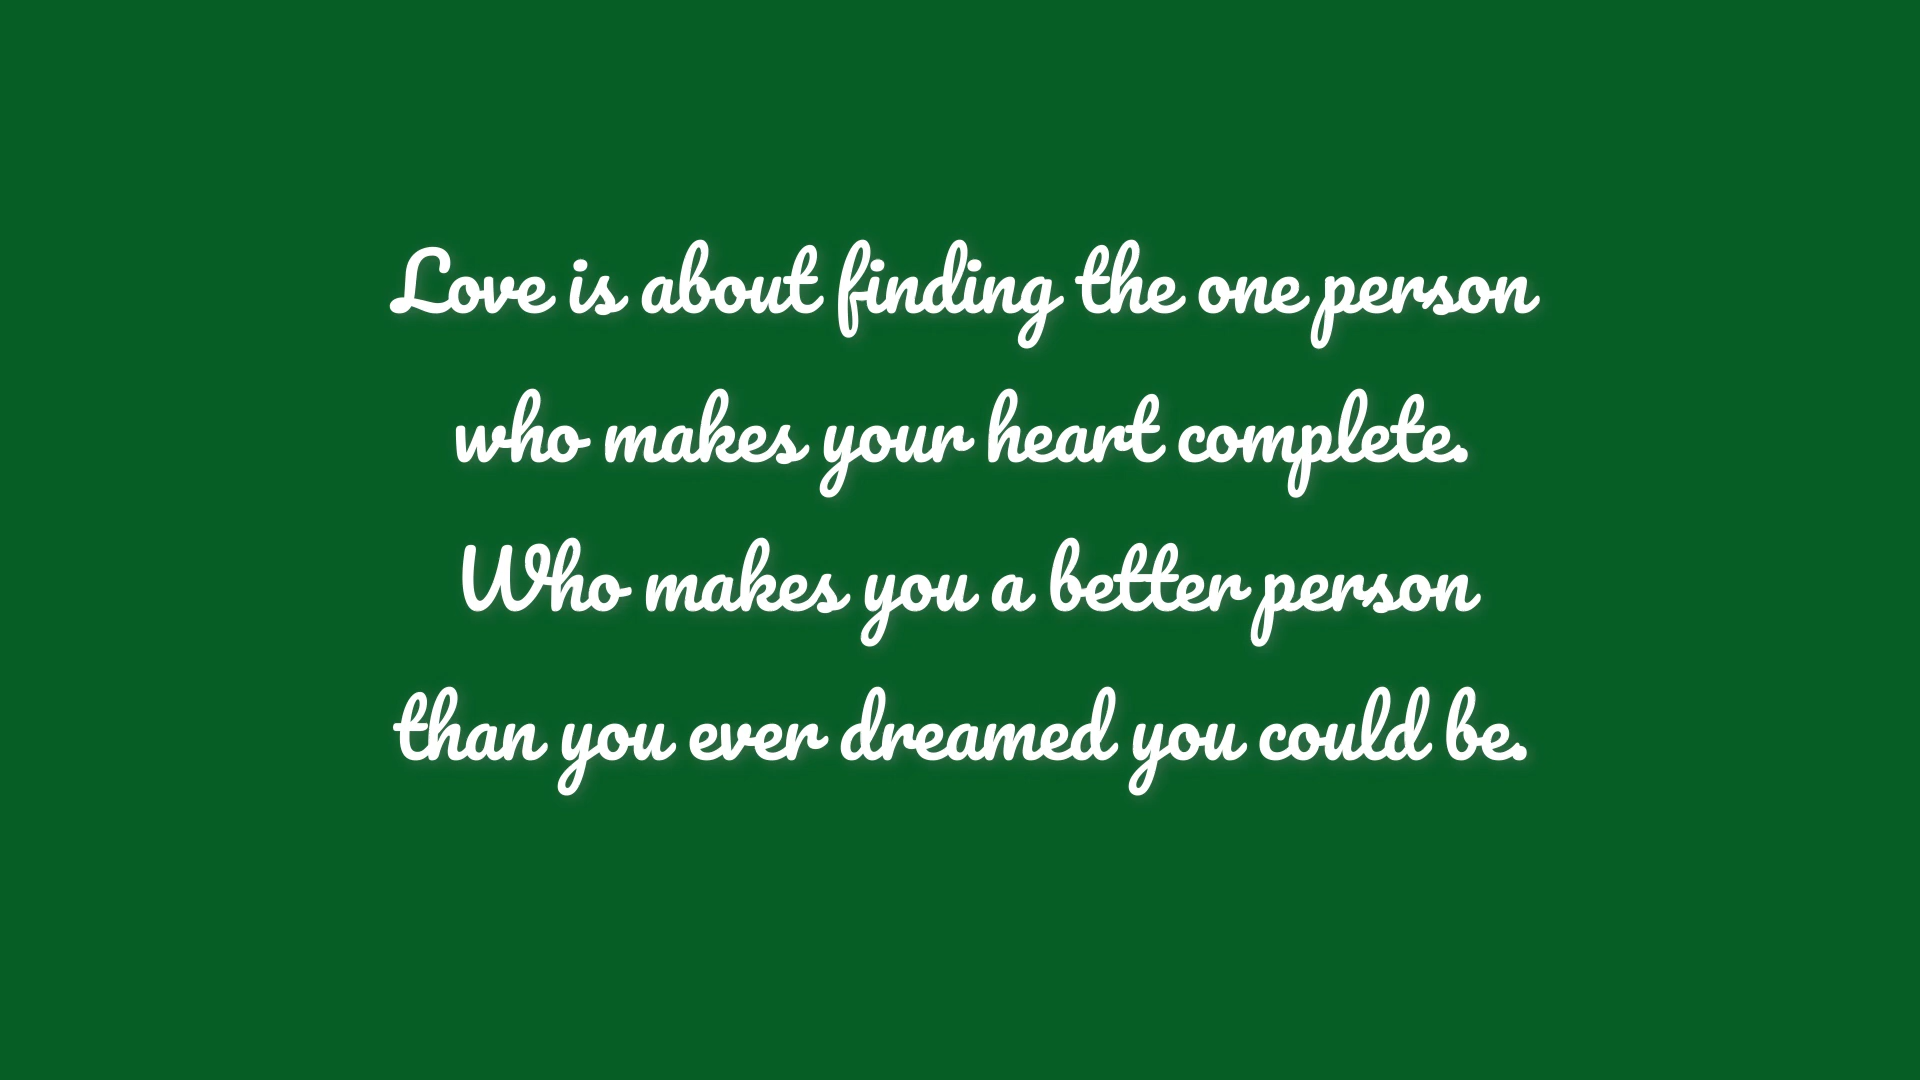 Love is about finding the one person
who makes your heart complete.
Who makes you a better person
than you ever dreamed you could be.